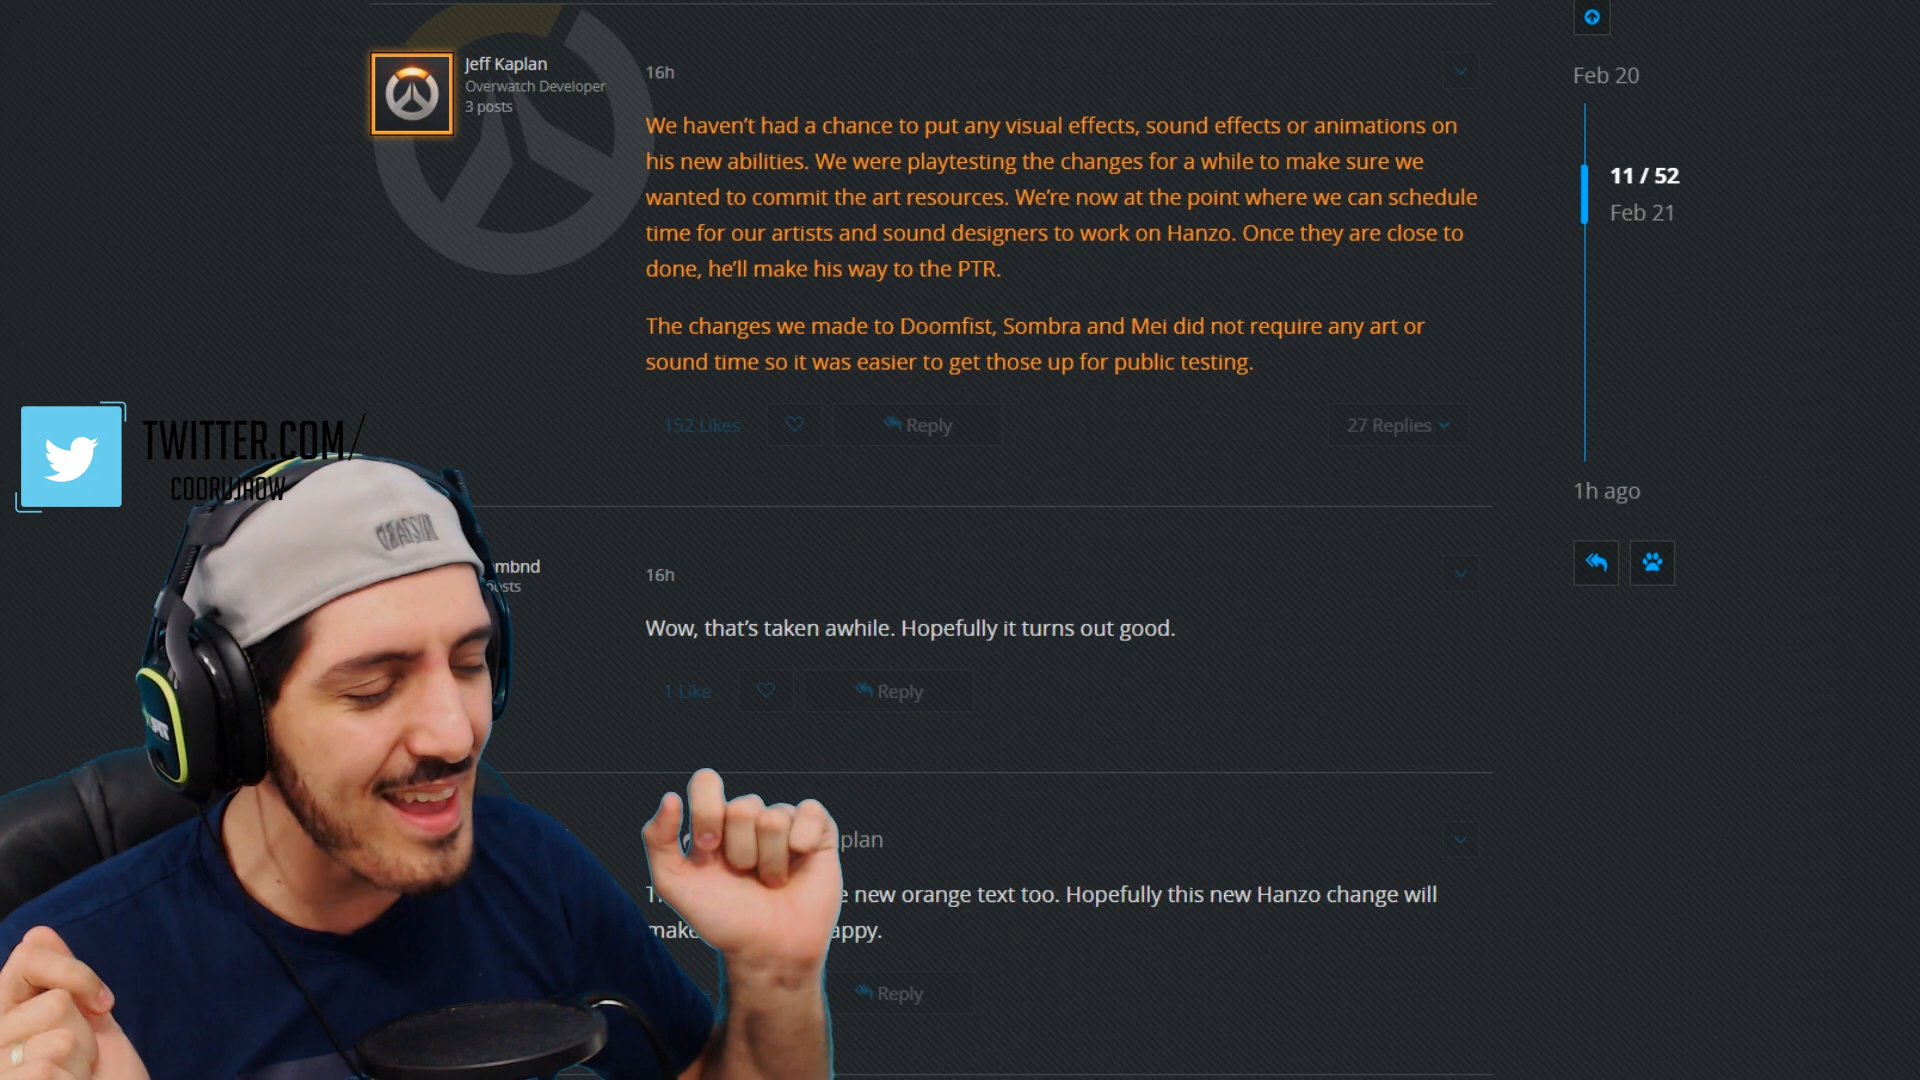 Feb 20
Jeff Kaplan
Overwatch Developer
3 posts
16h
We haven’t had a chance to put any visual effects, sound effects or animations on
his new abilities. We were playtesting the changes for a while to make sure we
wanted to commit the art resources. We’re now at the point where we can schedule
time for our artists and sound designers to work on Hanzo. Once they are close to
done, he’ll make his way to the PTR.
The changes we made to Doomfist, Sombra and Mei did not require any art or
sound time so it was easier to get those up for public testing.
152 Likes
Reply
27 Replies
11 / 52
Feb 21
1h ago
TWITTER.COM/
COORUJAOW
mbnd
posts
16h
Wow, that’s taken awhile. Hopefully it turns out good.
1 Like
Reply
plan
new orange text too. Hopefully this new Hanzo change will
make appy.
Reply